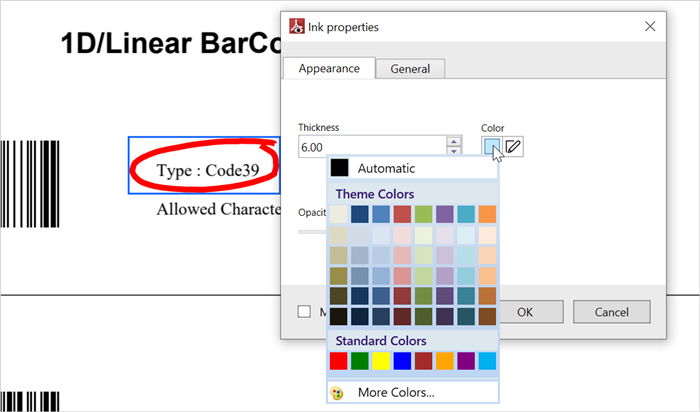 1D/Linear BarCo
Type : Code39
Allowed Characte
Ink properties
Appearance
General
Thickness
Color
6.00
Automatic
Theme Colors
Opacit
Standard Colors
More Colors...
M
OK
Cancel